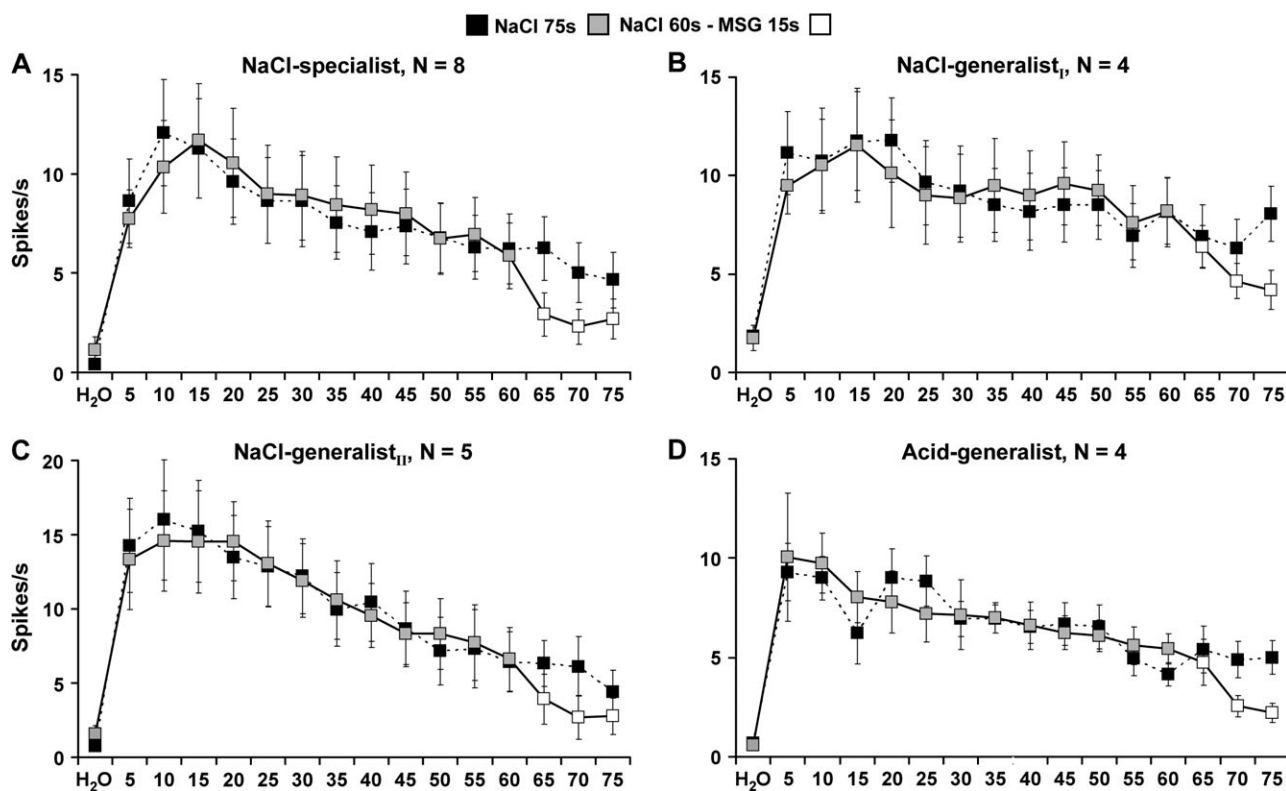 NaCl 75s NaCl 60s - MSG 15s
A NaCl-specialist, N = 8
15
10
5
0
Spikes/s
H₂O 5 10 15 20 25 30 35 40 45 50 55 60 65 70 75
B NaCl-generalist_I, N = 4
15
10
5
0
H₂O 5 10 15 20 25 30 35 40 45 50 55 60 65 70 75
C NaCl-generalist_II, N = 5
20
15
10
5
0
Spikes/s
H₂O 5 10 15 20 25 30 35 40 45 50 55 60 65 70 75
D Acid-generalist, N = 4
15
10
5
0
H₂O 5 10 15 20 25 30 35 40 45 50 55 60 65 70 75